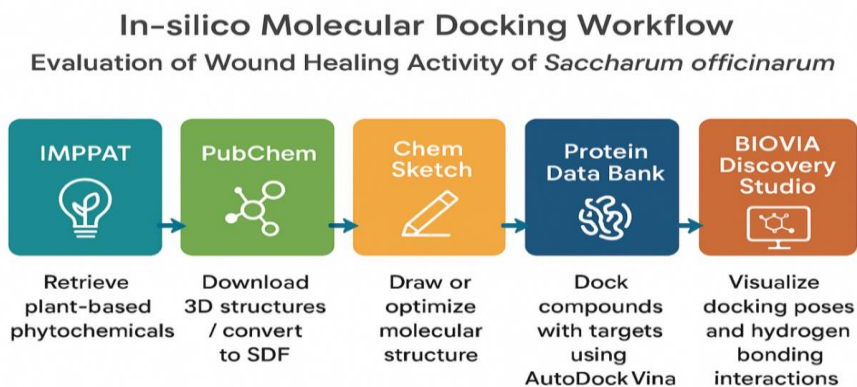 In-silico Molecular Docking Workflow
Evaluation of Wound Healing Activity of Saccharum officinarum
IMPPAT
Retrieve
plant-based
phytochemicals
PubChem
Download
3D structures
/ convert
to SDF
Chem
Sketch
Draw or
optimize
molecular
structure
Protein
Data Bank
Dock
compounds
with targets
using
AutoDock Vina
BIOVIA
Discovery
Studio
Visualize
docking poses
and hydrogen
bonding
interactions